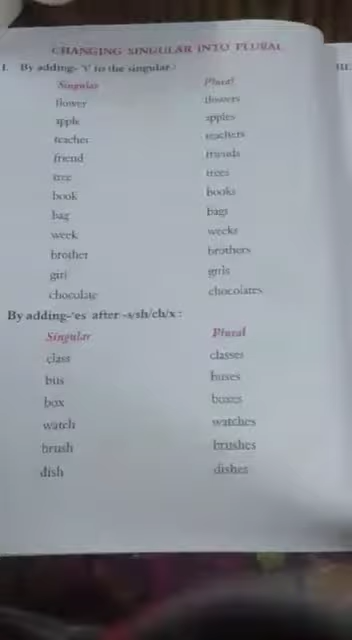 CHANGING SINGULAR INTO PLURAL
I. By adding- 's' to the singular :
III.
Singular Plural
flower flowers
apple apples
teacher teachers
friend friends
tree trees
book books
bag bags
week weeks
brother brothers
girl girls
chocolate chocolates
By adding-'es after -s/sh/ch/x :
Singular Plural
class classes
bus buses
box boxes
watch watches
brush brushes
dish dishes